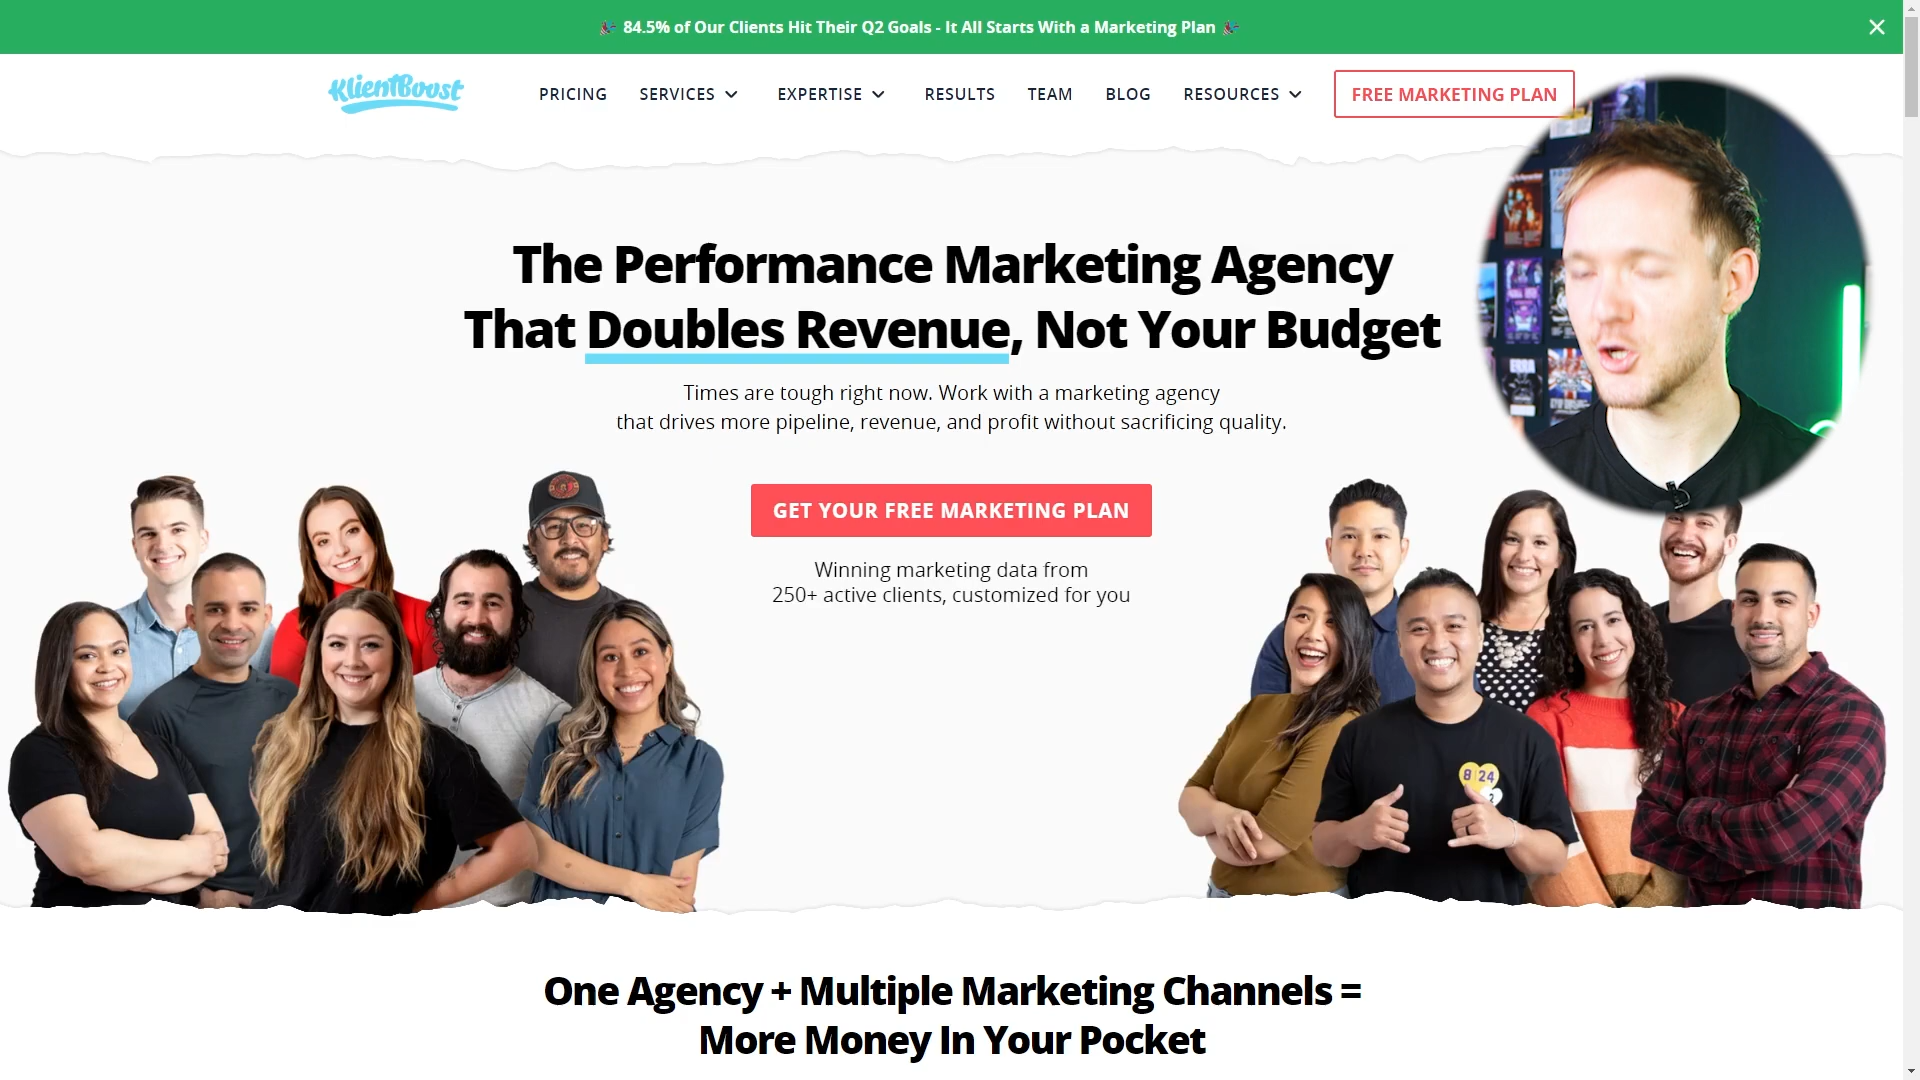 84.5% of Our Clients Hit Their Q2 Goals - It All Starts With a Marketing Plan
KlientBoost
PRICING SERVICES EXPERTISE RESULTS TEAM BLOG RESOURCES FREE MARKETING PLAN
The Performance Marketing Agency
That Doubles Revenue, Not Your Budget
Times are tough right now. Work with a marketing agency
that drives more pipeline, revenue, and profit without sacrificing quality.
GET YOUR FREE MARKETING PLAN
Winning marketing data from
250+ active clients, customized for you
8 24
2
One Agency + Multiple Marketing Channels =
More Money In Your Pocket